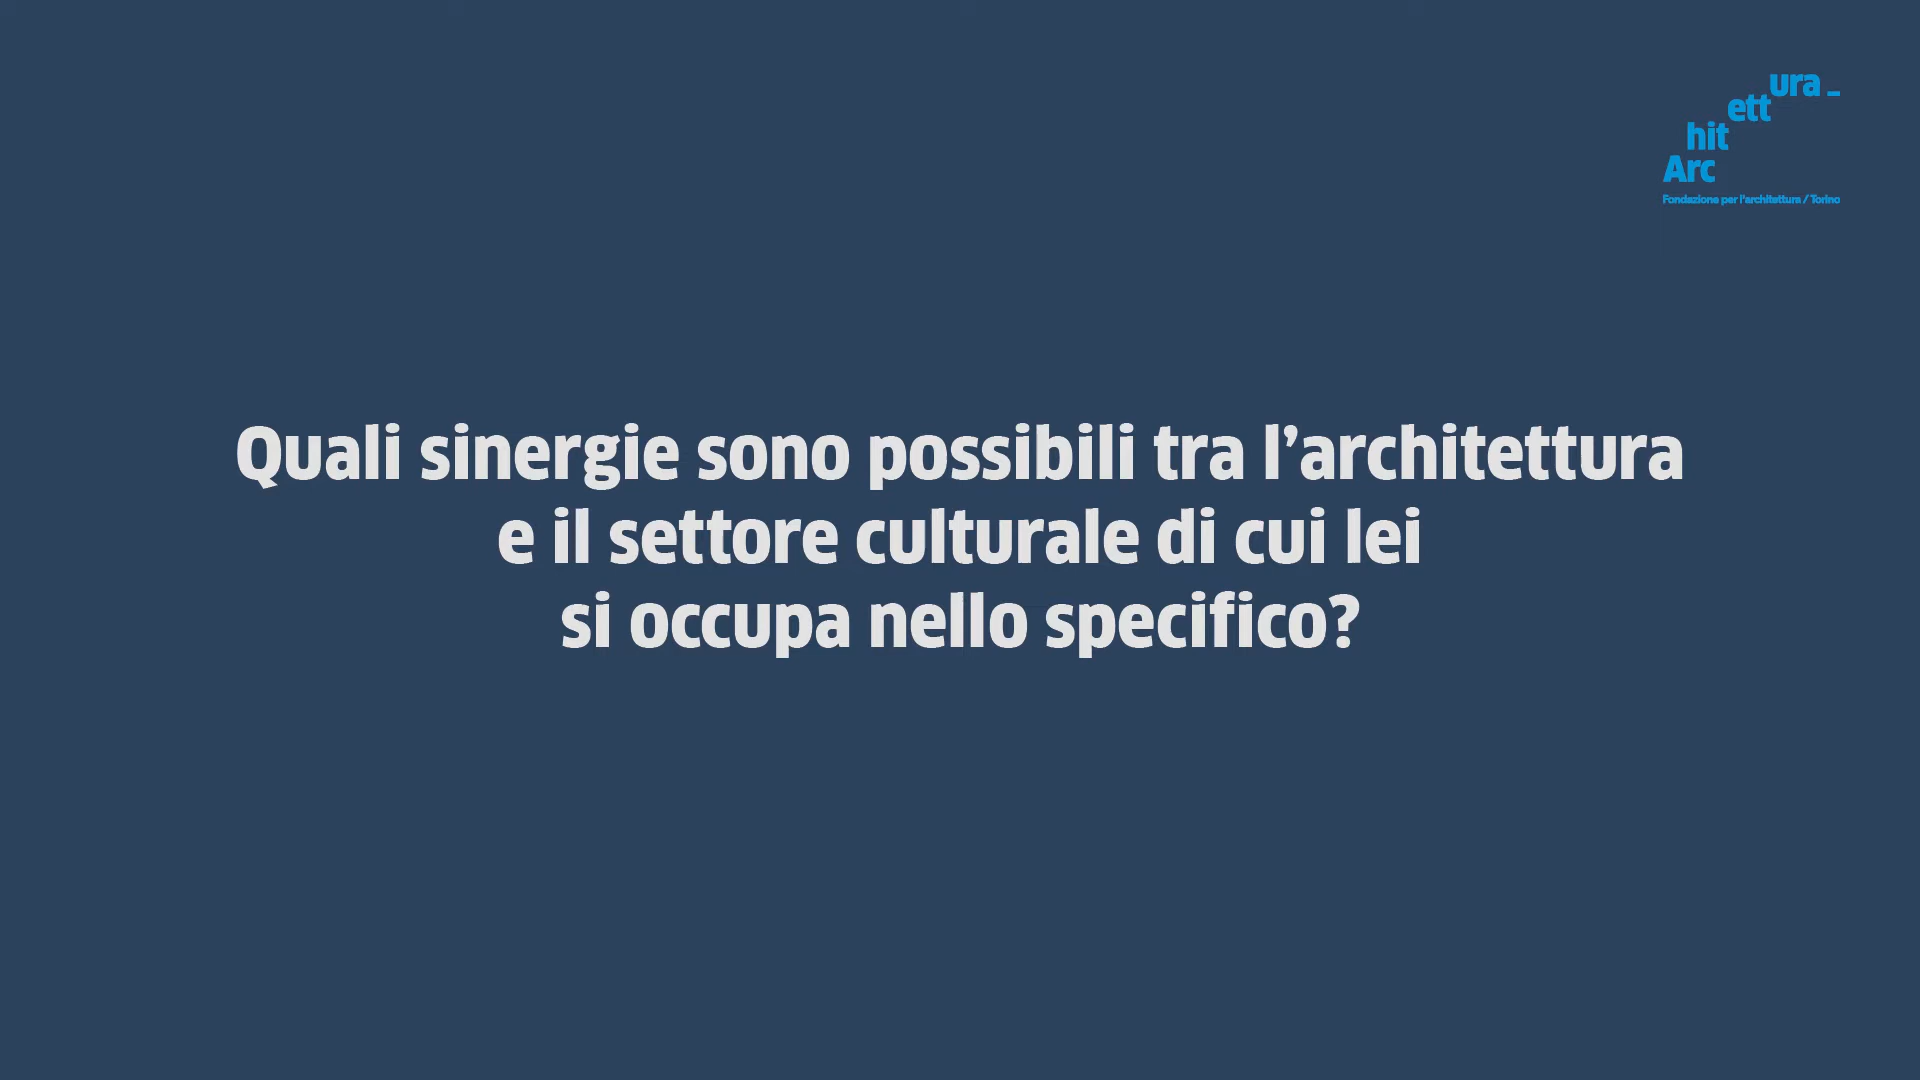 ura_
ett
hit
Arc
Fondazione per l'architettura / Torino
Quali sinergie sono possibili tra l’architettura
e il settore culturale di cui lei
si occupa nello specifico?